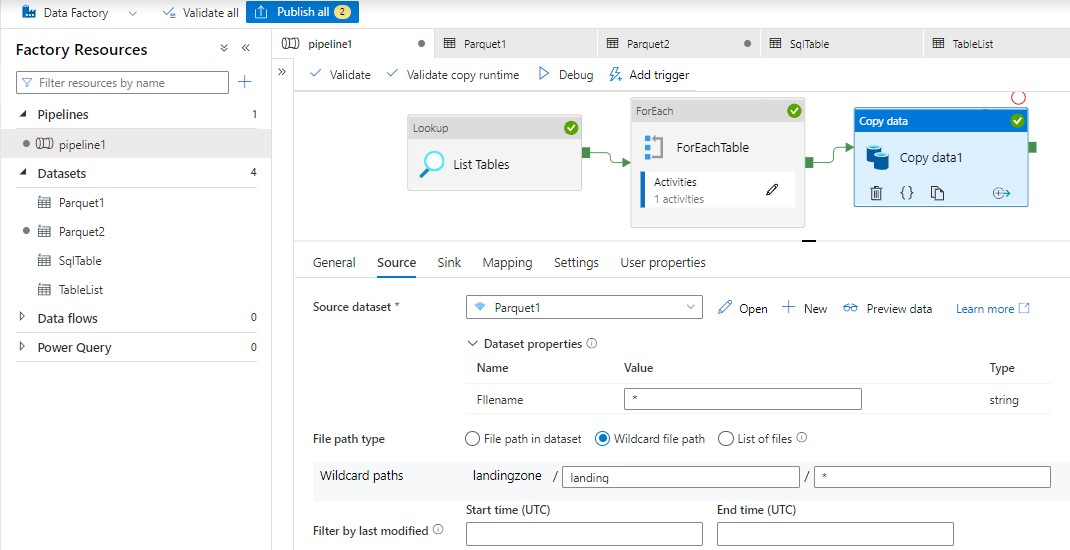 Data Factory
Validate all
Publish all 2
Factory Resources
Filter resources by name
Pipelines 1
pipeline1
Datasets 4
Parquet1
Parquet2
SqlTable
TableList
Data flows 0
Power Query 0
pipeline1
Parquet1
Parquet2
SqlTable
TableList
Validate
Validate copy runtime
Debug
Add trigger
Lookup
List Tables
ForEach
ForEachTable
Activities
1 activities
Copy data
Copy data1
{}
General
Source
Sink
Mapping
Settings
User properties
Source dataset *
Parquet1
Open
New
Preview data
Learn more
Dataset properties
Name Value Type
FIlename * string
File path type
File path in dataset
Wildcard file path
List of files
Wildcard paths
landingzone / landing / *
Start time (UTC) End time (UTC)
Filter by last modified